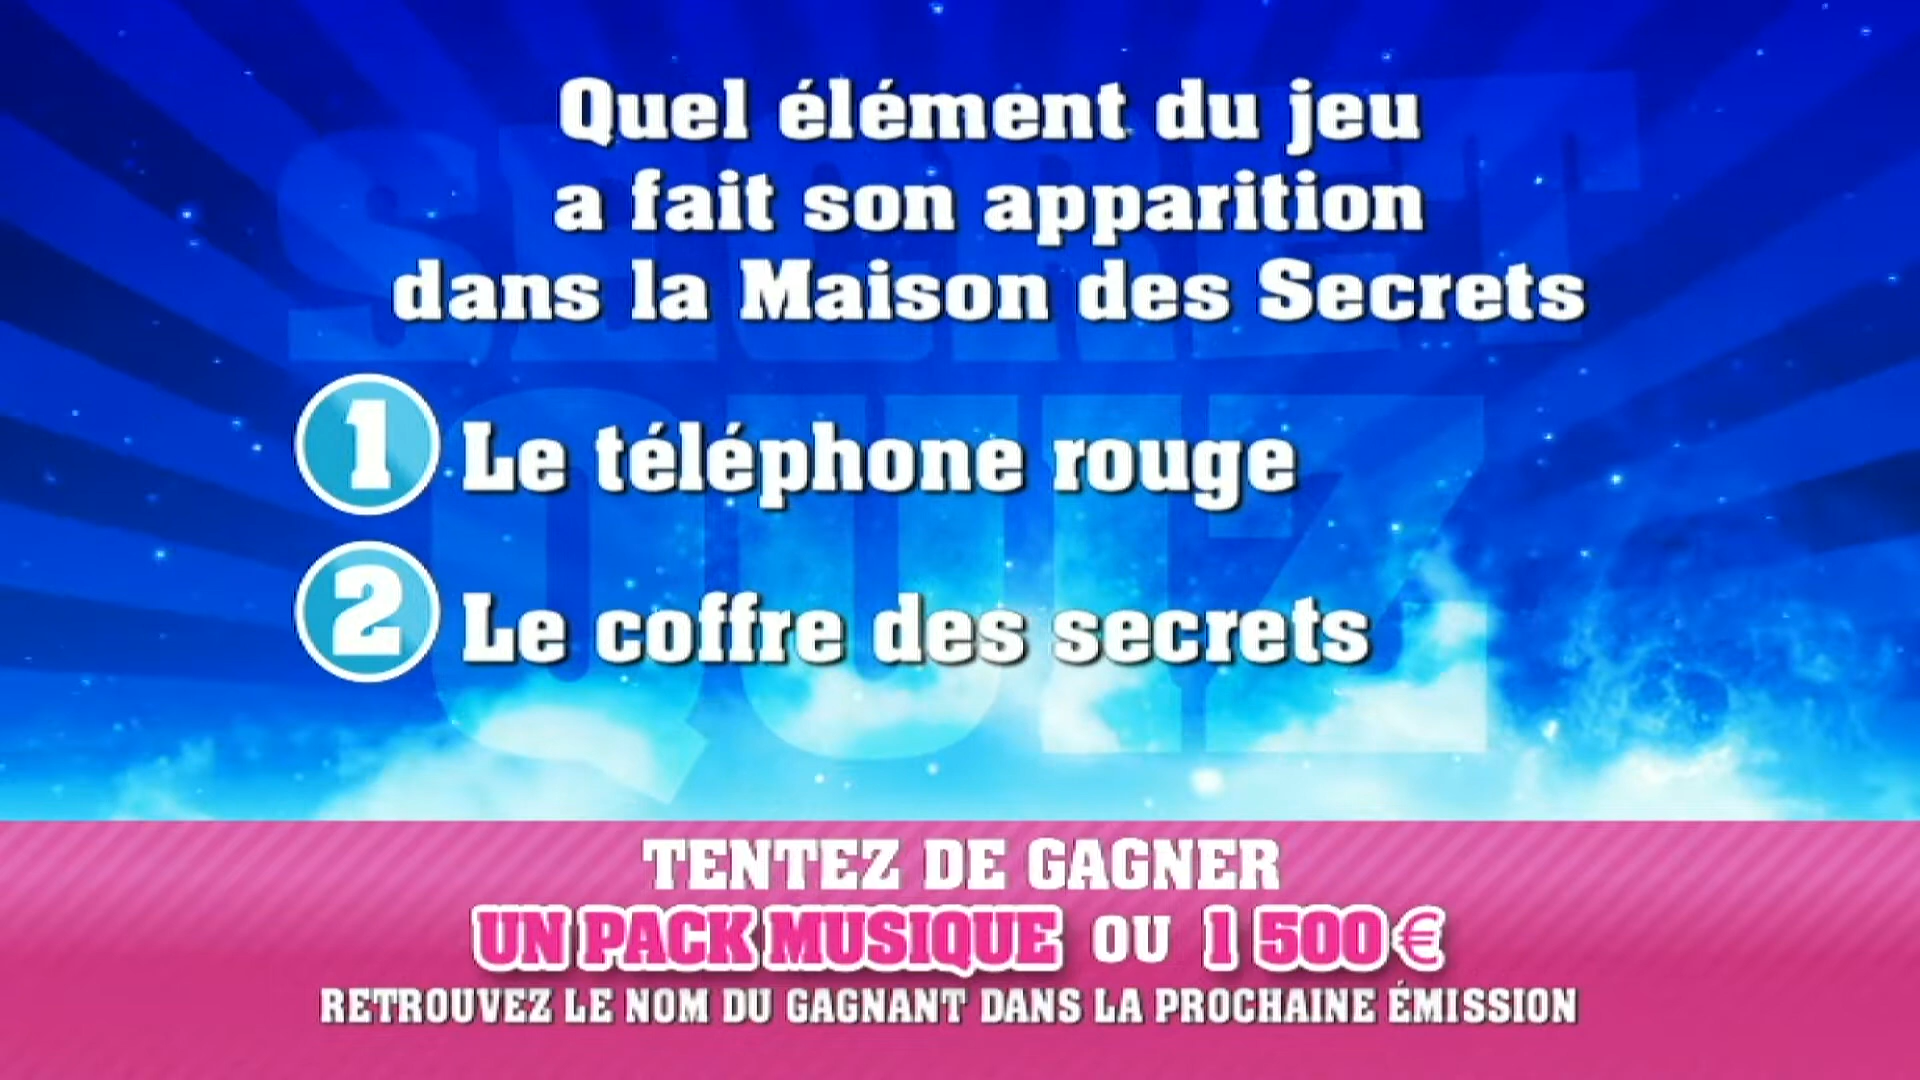 Quel élément du jeu
a fait son apparition
dans la Maison des Secrets
1 Le téléphone rouge
2 Le coffre des secrets
SECRET
QUIZ
TENTEZ DE GAGNER
UN PACK MUSIQUE OU 1 500 €
RETROUVEZ LE NOM DU GAGNANT DANS LA PROCHAINE ÉMISSION